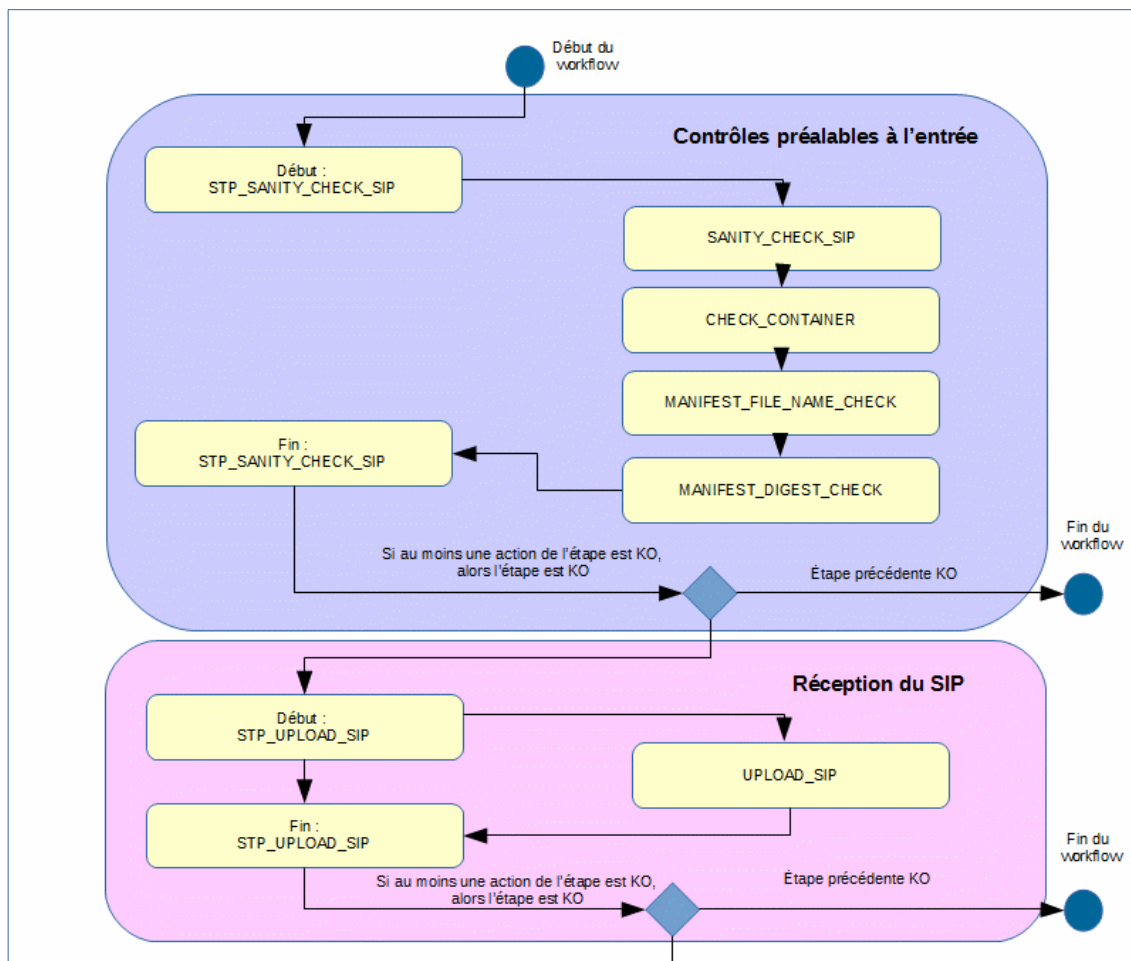 Début du
workflow
Contrôles préalables à l'entrée
Début :
STP_SANITY_CHECK_SIP
SANITY_CHECK_SIP
CHECK_CONTAINER
MANIFEST_FILE_NAME_CHECK
Fin :
STP_SANITY_CHECK_SIP
MANIFEST_DIGEST_CHECK
Fin du
workflow
Si au moins une action de l'étape est KO,
alors l'étape est KO
Étape précédente KO
Réception du SIP
Début :
STP_UPLOAD_SIP
UPLOAD_SIP
Fin :
STP_UPLOAD_SIP
Fin du
workflow
Si au moins une action de l'étape est KO,
alors l'étape est KO
Étape précédente KO